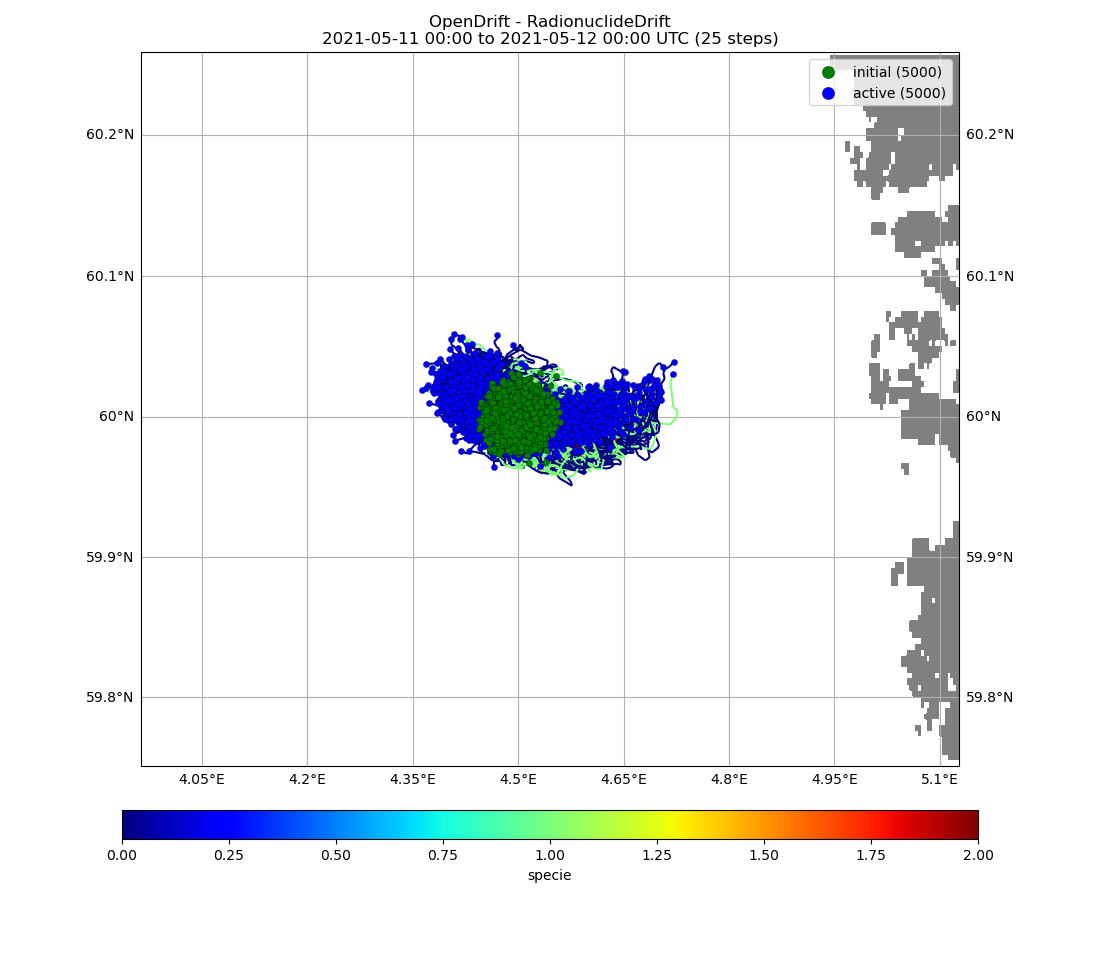 OpenDrift - RadionuclideDrift
2021-05-11 00:00 to 2021-05-12 00:00 UTC (25 steps)
initial (5000)
active (5000)
60.2°N 60.2°N
60.1°N 60.1°N
60°N 60°N
59.9°N 59.9°N
59.8°N 59.8°N
4.05°E 4.2°E 4.35°E 4.5°E 4.65°E 4.8°E 4.95°E 5.1°E
0.00 0.25 0.50 0.75 1.00 1.25 1.50 1.75 2.00
specie